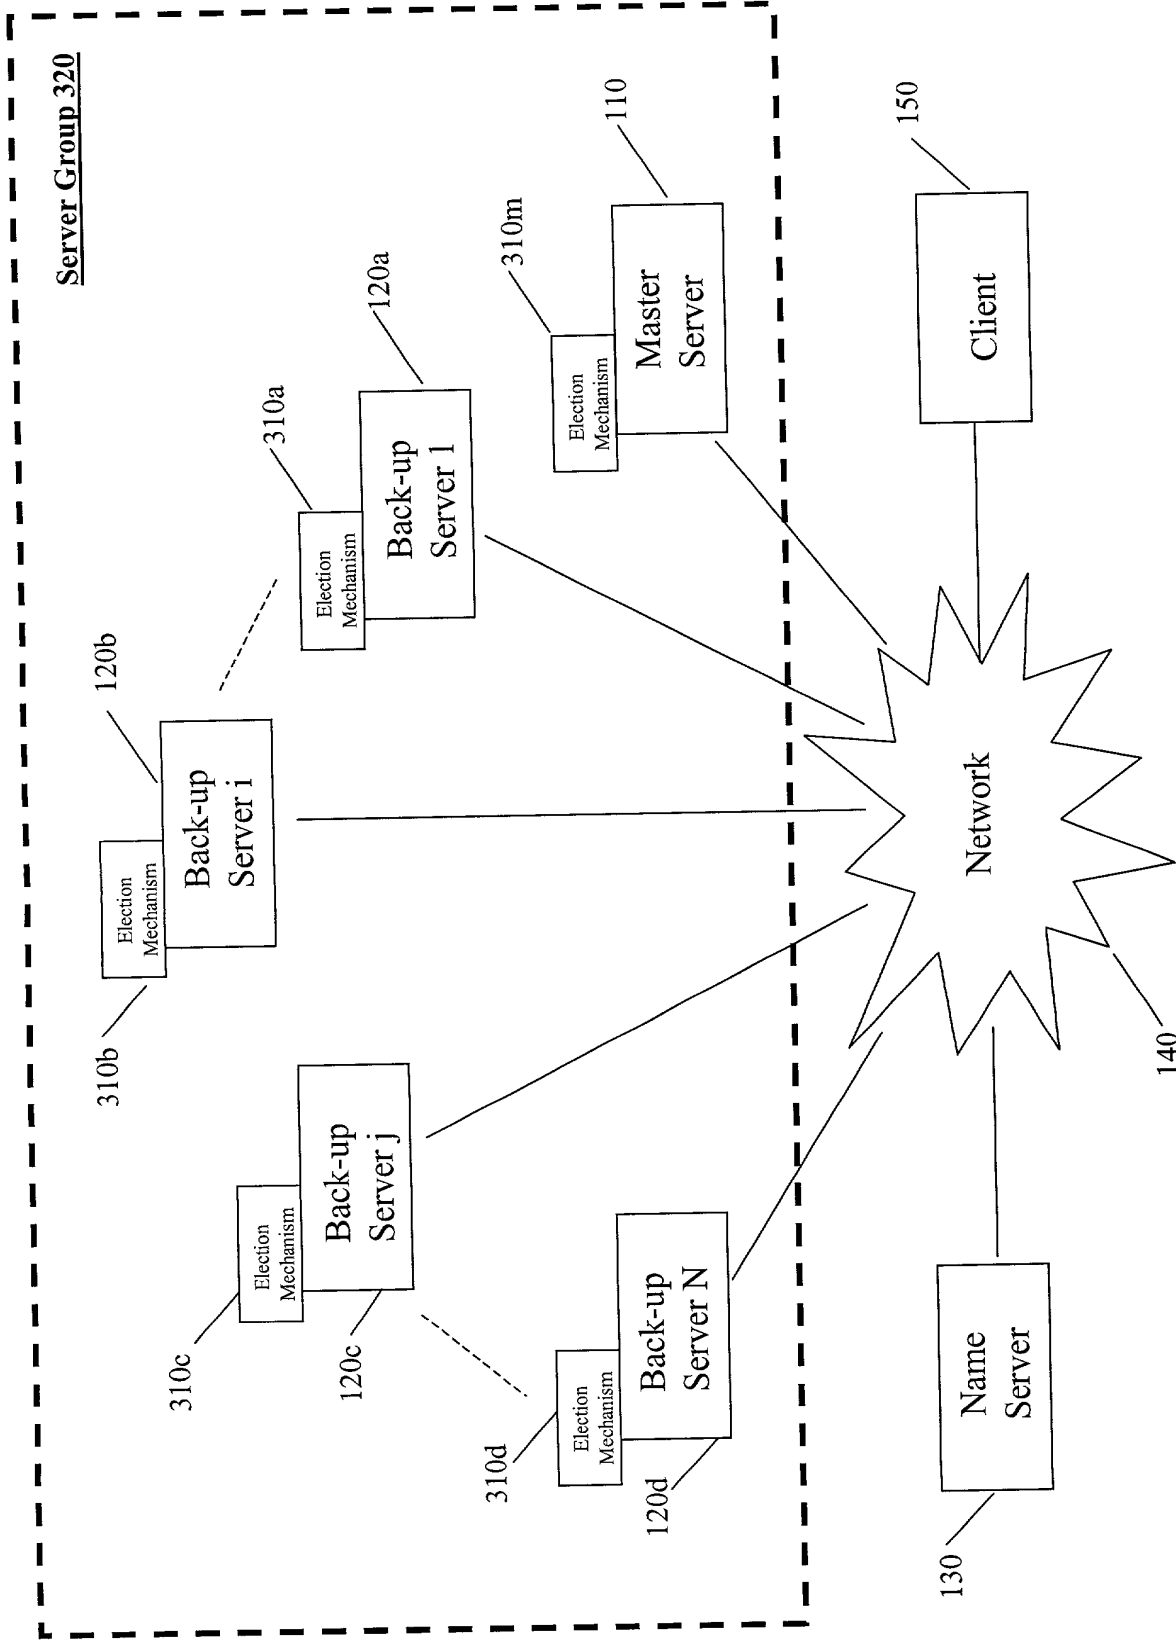 Server Group 320
120b
310b
Election
Mechanism
Back-up
Server i
310a
120a
Election
Mechanism
Back-up
Server 1
310c
Election
Mechanism
Back-up
Server j
120c
310m
110
Election
Mechanism
Master
Server
310d
Election
Mechanism
Back-up
Server N
120d
150
Client
Network
140
Name
Server
130